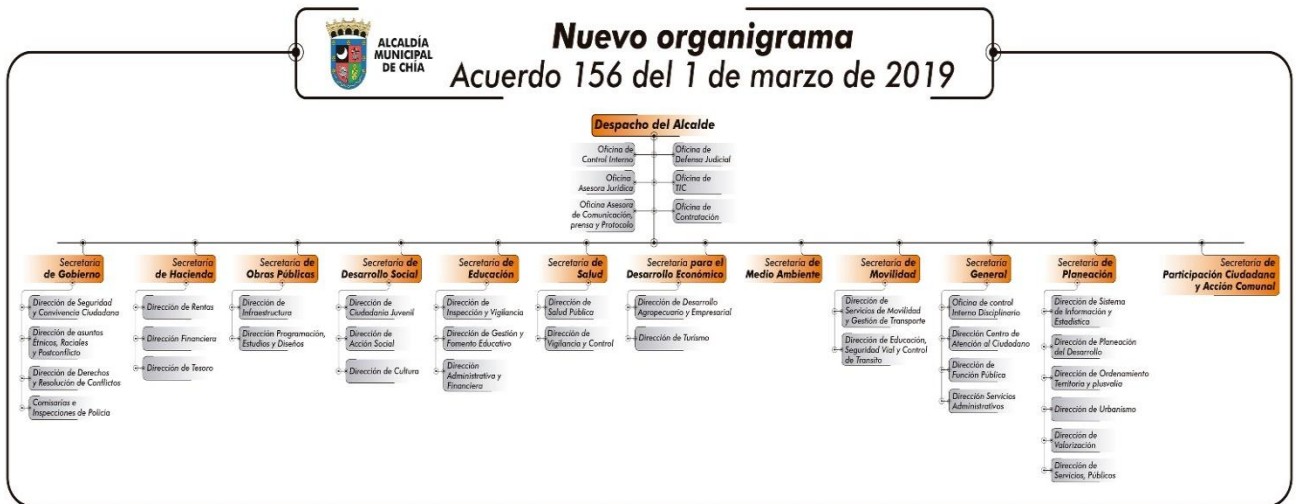 ALCALDÍA
MUNICIPAL
DE CHÍA
Nuevo organigrama
Acuerdo 156 del 1 de marzo de 2019
Despacho del Alcalde
Oficina de
Control Interno
Oficina de
Defensa Judicial
Oficina
Asesora Jurídica
Oficina de
TIC
Oficina Asesora
de Comunicación,
prensa y Protocolo
Oficina de
Contratación
Secretaría
de Gobierno
Dirección de Seguridad
y Convivencia Ciudadana
Dirección de asuntos
Étnicos, Raciales
y Postconflicto
Dirección de Derechos
y Resolución de Conflictos
Comisarias e
Inspecciones de Policía
Secretaría
de Hacienda
Dirección de Rentas
Dirección Financiera
Dirección de Tesoro
Secretaría de
Obras Públicas
Dirección de
Infraestructura
Dirección Programación,
Estudios y Diseños
Secretaría de
Desarrollo Social
Dirección de
Ciudadanía Juvenil
Dirección de
Acción Social
Dirección de Cultura
Secretaría de
Educación
Dirección de
Inspección y Vigilancia
Dirección de Gestión y
Fomento Educativo
Dirección
Administrativa y
Financiera
Secretaría de
Salud
Dirección de
Salud Pública
Dirección de
Vigilancia y Control
Secretaría para el
Desarrollo Económico
Dirección de Desarrollo
Agropecuario y Empresarial
Dirección de Turismo
Secretaría de
Medio Ambiente
Secretaría de
Movilidad
Dirección de
Servicios de Movilidad
y Gestión de Transporte
Dirección de Educación,
Seguridad Vial y Control
de Transito
Secretaría
General
Oficina de control
Interno Disciplinario
Dirección Centro de
Atención al Ciudadano
Dirección de
Función Pública
Dirección Servicios
Administrativos
Secretaría de
Planeación
Dirección de Sistema
de Información y
Estadística
Dirección de Planeación
del Desarrollo
Dirección de Ordenamiento
Territorio y plusvalía
Dirección de Urbanismo
Dirección de
Valorización
Dirección de
Servicios, Públicos
Secretaría de
Participación Ciudadana
y Acción Comunal